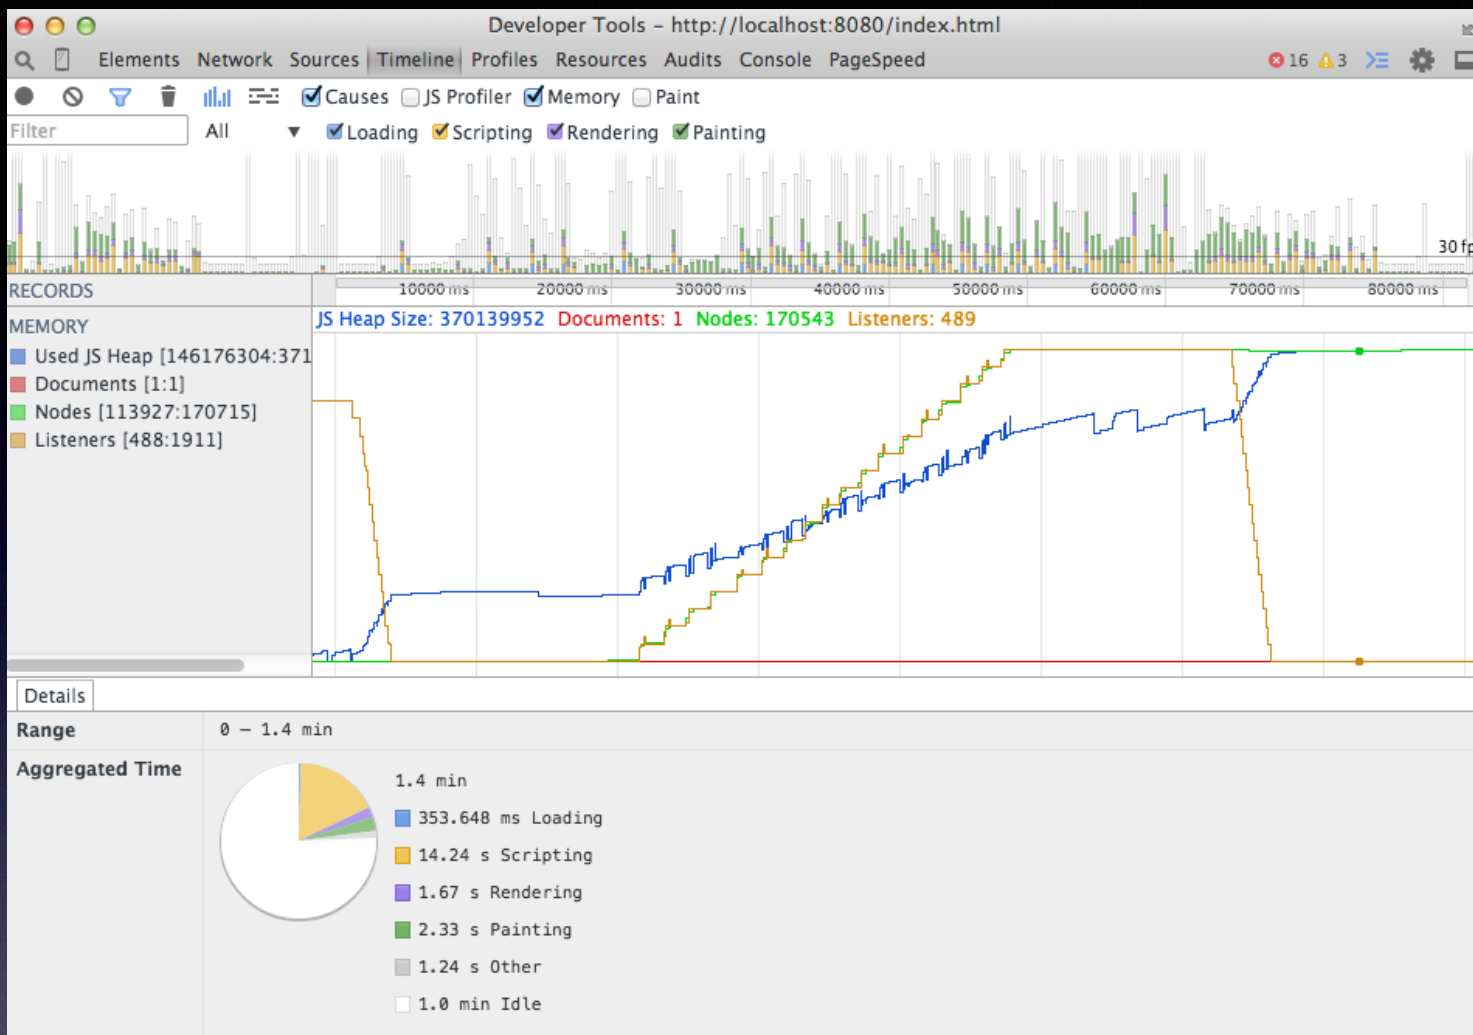 Developer Tools – http://localhost:8080/index.html
Elements Network Sources Timeline Profiles Resources Audits Console PageSpeed 16 3
Causes JS Profiler Memory Paint
Filter All Loading Scripting Rendering Painting
30 fp
RECORDS 10000 ms 20000 ms 30000 ms 40000 ms 50000 ms 60000 ms 70000 ms 80000 ms
MEMORY JS Heap Size: 370139952 Documents: 1 Nodes: 170543 Listeners: 489
Used JS Heap [146176304:371
Documents [1:1]
Nodes [113927:170715]
Listeners [488:1911]
Details
Range 0 – 1.4 min
Aggregated Time
1.4 min
353.648 ms Loading
14.24 s Scripting
1.67 s Rendering
2.33 s Painting
1.24 s Other
1.0 min Idle